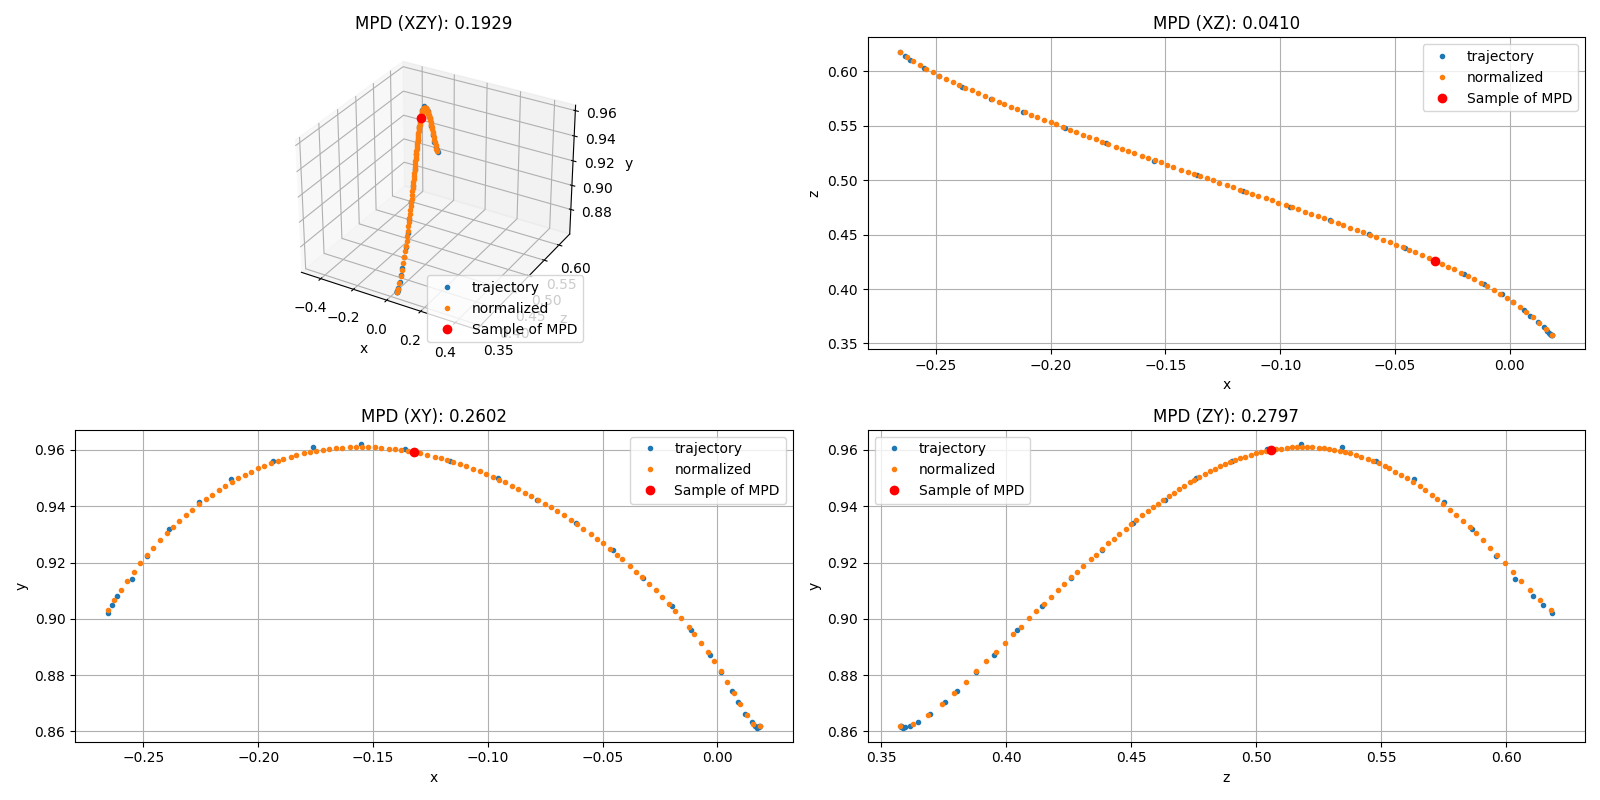 MPD (XZY): 0.1929
0.96
0.94
0.92
0.90
0.88
y
0.60
0.55
0.50
0.45
0.40
0.35
z
−0.4
−0.2
0.0
0.2
0.4
x
trajectory
normalized
Sample of MPD
MPD (XZ): 0.0410
trajectory
normalized
Sample of MPD
0.60
0.55
0.50
0.45
0.40
0.35
z
−0.25
−0.20
−0.15
−0.10
−0.05
0.00
x
MPD (XY): 0.2602
trajectory
normalized
Sample of MPD
0.96
0.94
0.92
0.90
0.88
0.86
y
−0.25
−0.20
−0.15
−0.10
−0.05
0.00
x
MPD (ZY): 0.2797
trajectory
normalized
Sample of MPD
0.96
0.94
0.92
0.90
0.88
0.86
y
0.35
0.40
0.45
0.50
0.55
0.60
z